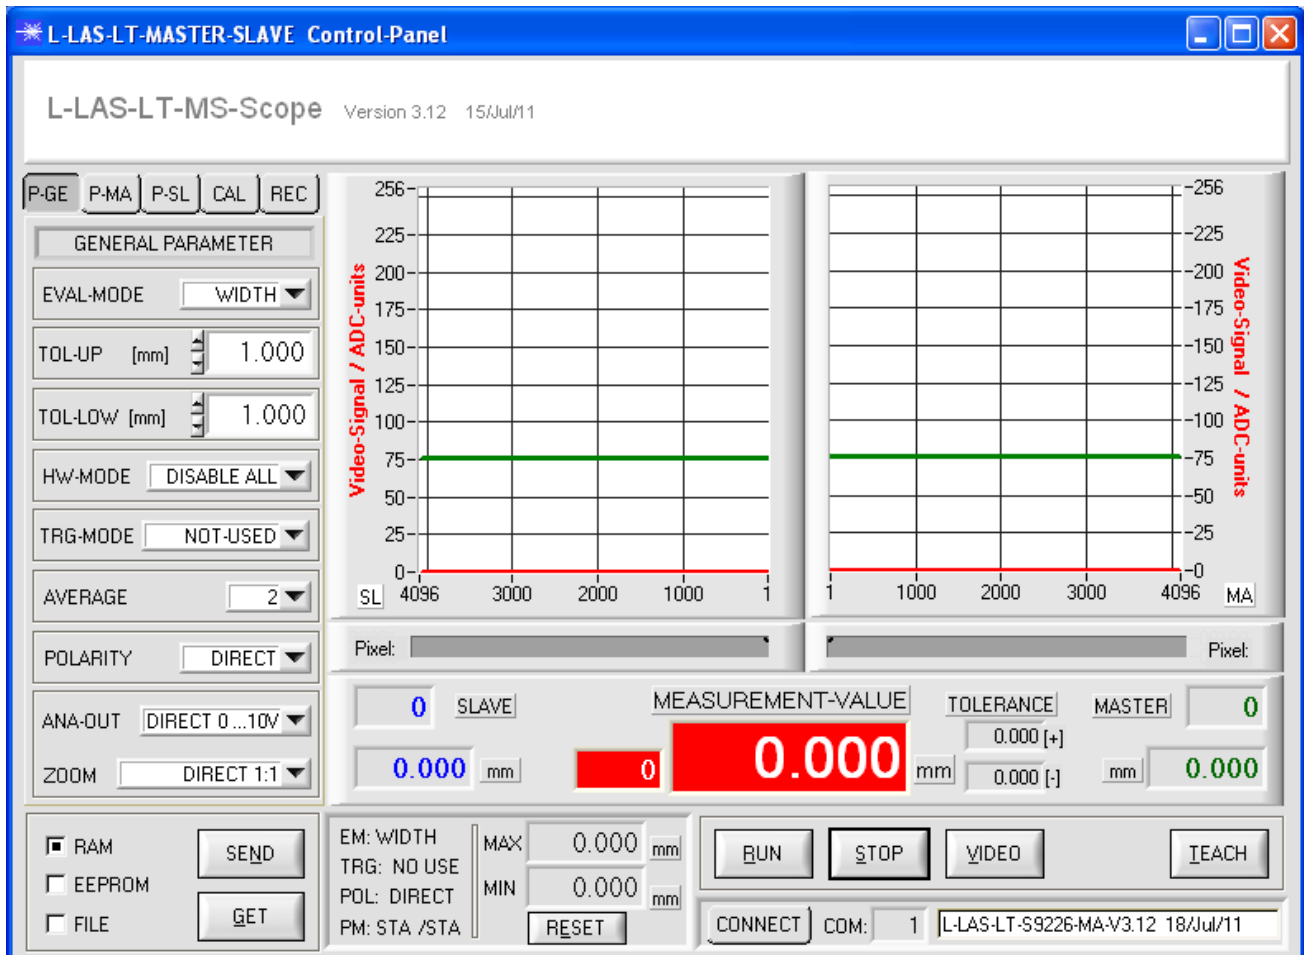 L-LAS-LT-MASTER-SLAVE Control-Panel
L-LAS-LT-MS-Scope Version 3.12 15/Jul/11
P-GE P-MA P-SL CAL REC
GENERAL PARAMETER
EVAL-MODE WIDTH
TOL-UP [mm] 1.000
TOL-LOW [mm] 1.000
HW-MODE DISABLE ALL
TRG-MODE NOT-USED
AVERAGE 2
POLARITY DIRECT
ANA-OUT DIRECT 0 ...10V
ZOOM DIRECT 1:1
Video-Signal / ADC-units
256
225
200
175
150
125
100
75
50
25
0
SL 4096 3000 2000 1000 1
256
225
200
175
150
125
100
75
50
25
0
Video-Signal / ADC-units
1 1000 2000 3000 4096 MA
Pixel:
Pixel:
0 SLAVE
0.000 mm
MEASUREMENT-VALUE
0 0.000 mm
TOLERANCE
0.000 [+]
0.000 [-]
MASTER 0
mm 0.000
RAM
EEPROM
FILE
SEND
GET
EM: WIDTH
TRG: NO USE
POL: DIRECT
PM: STA /STA
MAX 0.000 mm
MIN 0.000 mm
RESET
RUN STOP VIDEO TEACH
CONNECT COM: 1 L-LAS-LT-S9226-MA-V3.12 18/Jul/11